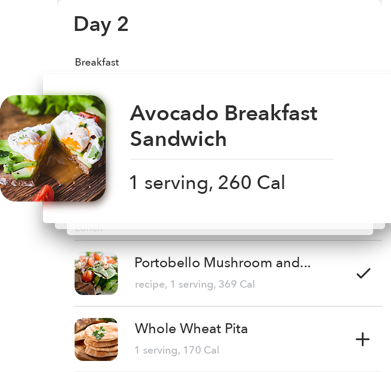 Day 2
Breakfast
Avocado Breakfast
Sandwich
1 serving, 260 Cal
Lunch
Portobello Mushroom and...
recipe, 1 serving, 369 Cal
Whole Wheat Pita
1 serving, 170 Cal